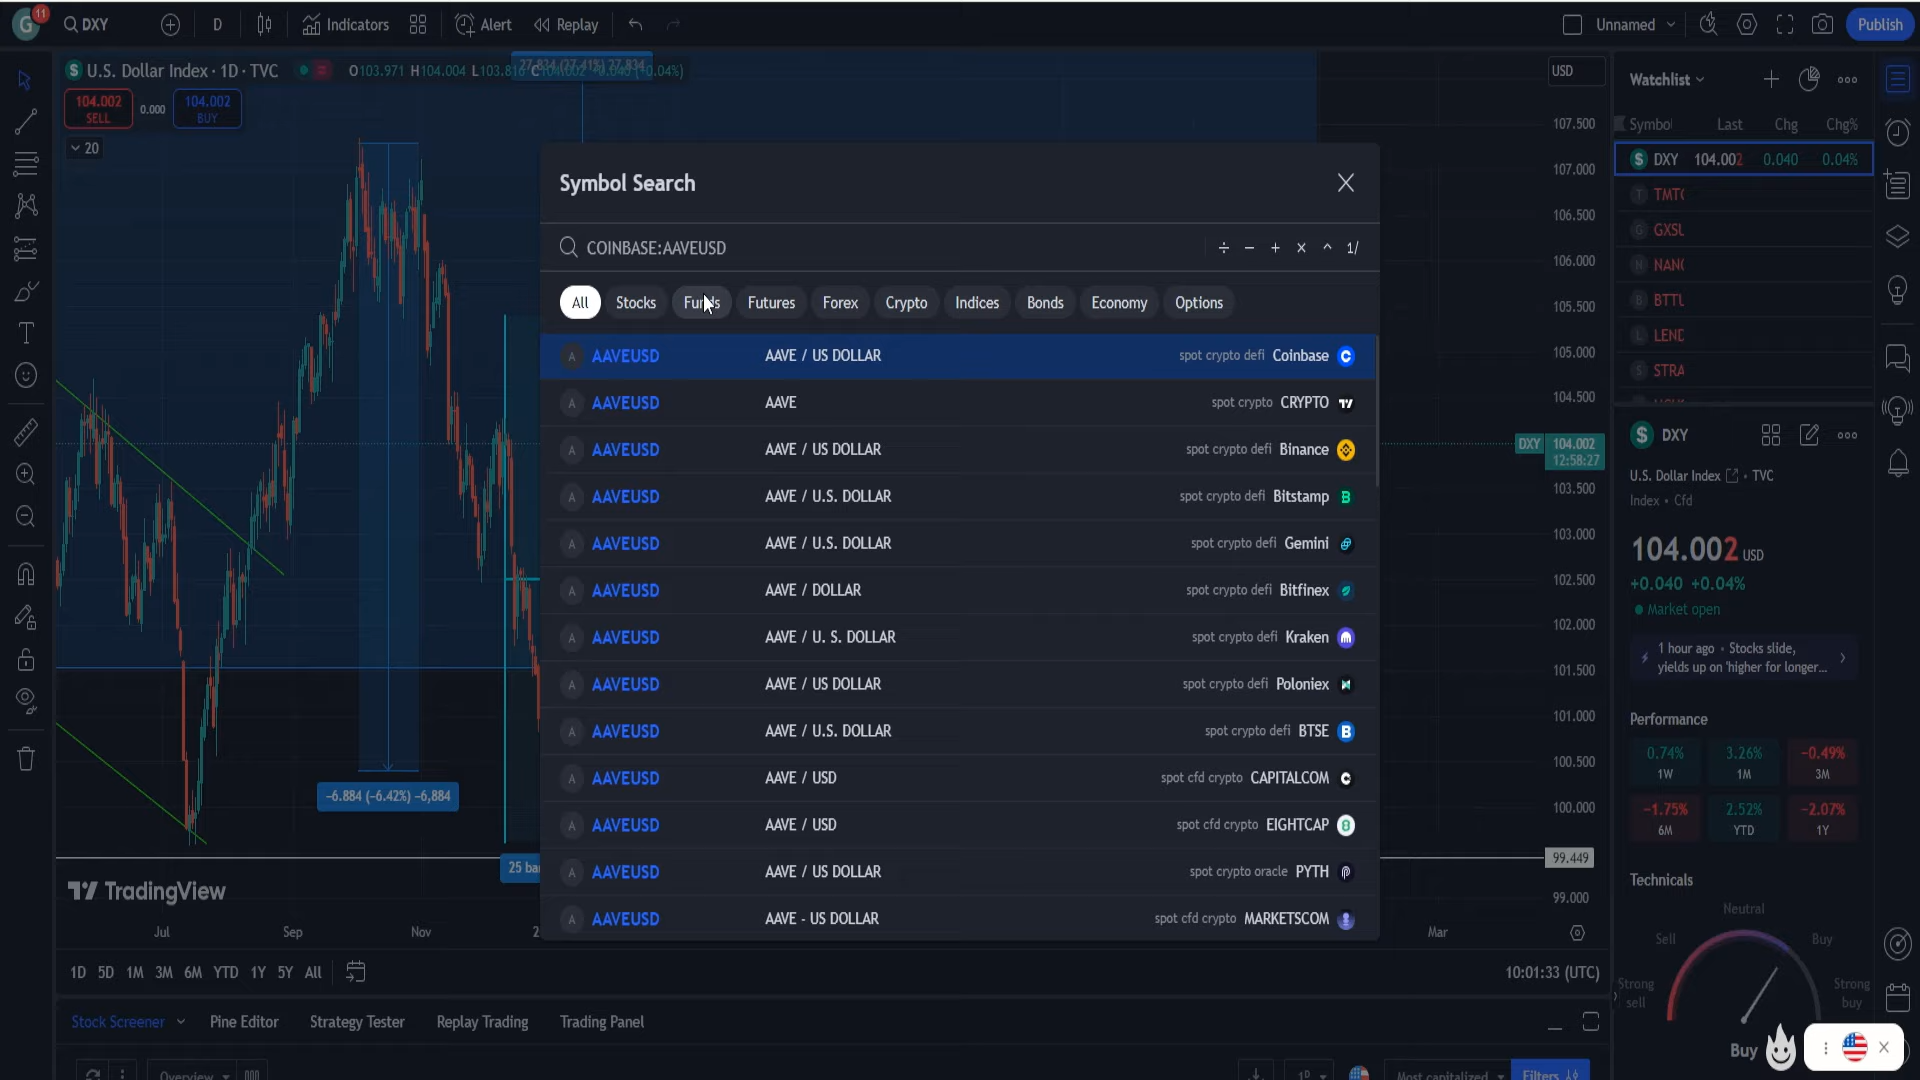 G 11 DXY D Indicators Alert Replay Unnamed Publish
$ U.S. Dollar Index · 1D · TVC O103.971 H104.004 L103.816
USD
104.002 SELL 0.000 104.002 BUY
20
Symbol Search
COINBASE:AAVEUSD ÷ − + × ^ 1/
All Stocks Funds Futures Forex Crypto Indices Bonds Economy Options
AAVEUSD AAVE / US DOLLAR spot crypto defi Coinbase
AAVEUSD AAVE spot crypto CRYPTO
AAVEUSD AAVE / US DOLLAR spot crypto defi Binance
AAVEUSD AAVE / U.S. DOLLAR spot crypto defi Bitstamp
AAVEUSD AAVE / U.S. DOLLAR spot crypto defi Gemini
AAVEUSD AAVE / DOLLAR spot crypto defi Bitfinex
AAVEUSD AAVE / U. S. DOLLAR spot crypto defi Kraken
AAVEUSD AAVE / US DOLLAR spot crypto defi Poloniex
AAVEUSD AAVE / U.S. DOLLAR spot crypto defi BTSE
AAVEUSD AAVE / USD spot cfd crypto CAPITALCOM
AAVEUSD AAVE / USD spot cfd crypto EIGHTCAP
AAVEUSD AAVE / US DOLLAR spot crypto oracle PYTH
AAVEUSD AAVE - US DOLLAR spot cfd crypto MARKETSCOM
-6.884 (-6.42%) -6,884
25 ba
TradingView
Jul Sep Nov Mar
107.500
107.000
106.500
106.000
105.500
105.000
104.500
DXY 104.002
12:58:27
103.500
103.000
102.500
102.000
101.500
101.000
100.500
100.000
99.449
99.000
1D 5D 1M 3M 6M YTD 1Y 5Y All
10:01:33 (UTC)
Stock Screener Pine Editor Strategy Tester Replay Trading Trading Panel
Overview Most capitalized Filters
Watchlist
Symbol Last Chg Chg%
DXY 104.002 0.040 0.04%
TMTC
GXSU
NANC
BTTU
LEND
STRA
$ DXY
U.S. Dollar Index · TVC
Index · Cfd
104.002 USD
+0.040 +0.04%
Market open
1 hour ago · Stocks slide,
yields up on 'higher for longer...
Performance
0.74% 3.26% −0.49%
1W 1M 3M
−1.75% 2.52% −2.07%
6M YTD 1Y
Technicals
Neutral
Sell Buy
Strong sell Strong buy
Buy